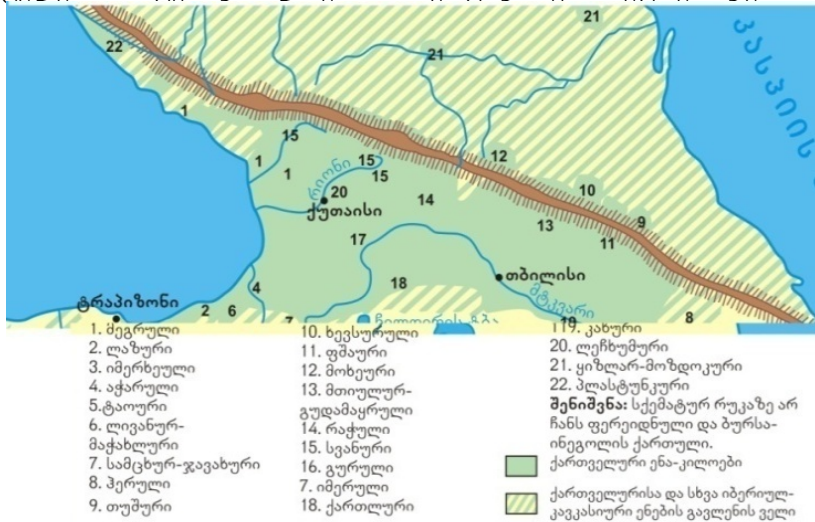 21
კასპიის
22
21
1
15
12
1
15
1
რიონი
15
10
20
14
ქუთაისი
13
9
11
17
4
18
თბილისი
მტკვარი
ტრაპიზონი
2 6
8
1. მეგრული
2. ლაზური
3. იმერხეული
4. აჭარული
5.ტაოური
6. ლივანურ-
მაჭახლური
7. სამცხურ-ჯავახური
8. ჰერული
9. თუშური
10. ხევსურული
11. ფშაური
12. მოხეური
13. მთიულურ-
გუდამაყრული
14. რაჭული
15. სვანური
16. გურული
7. იმერული
18. ქართლური
19. კახური
20. ლეჩხუმური
21. ყიზლარ-მოზდოკური
22. პლასტუნკური
შენიშვნა: სქემატურ რუკაზე არ
ჩანს ფერეიდნული და ბურსა-
ინეგოლის ქართული.
ქართველური ენა-კილოები
ქართველურისა და სხვა იბერიულ-
კავკასიური ენების გავლენის ველი